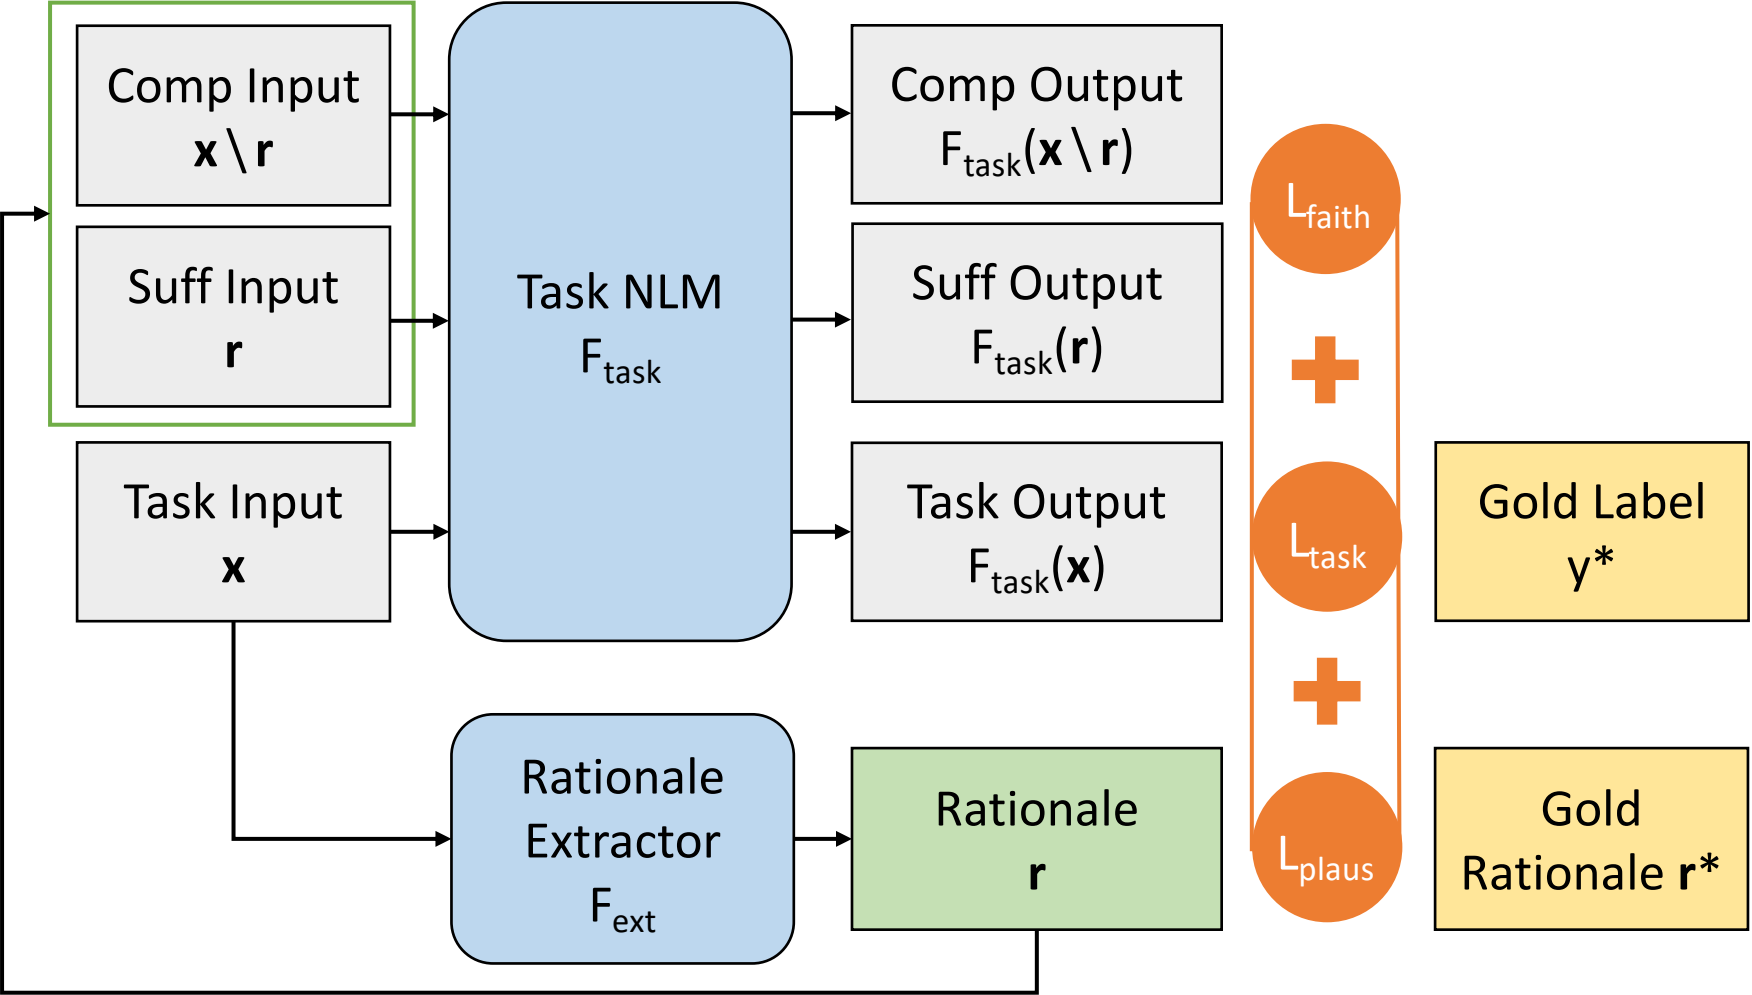 Comp Input
x \ r
Suff Input
r
Task Input
x
Task NLM
F_task
Comp Output
F_task(x \ r)
Suff Output
F_task(r)
Task Output
F_task(x)
L_faith
L_task
L_plaus
Gold Label
y*
Rationale
Extractor
F_ext
Rationale
r
Gold
Rationale r*